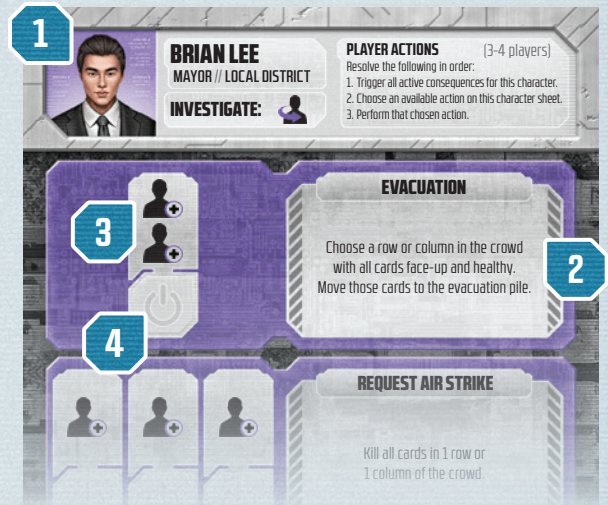 1
BRIAN LEE
MAYOR // LOCAL DISTRICT
INVESTIGATE:
PLAYER ACTIONS (3-4 players)
Resolve the following in order:
1. Trigger all active consequences for this character.
2. Choose an available action on this character sheet.
3. Perform that chosen action.
3
EVACUATION
Choose a row or column in the crowd
with all cards face-up and healthy.
Move those cards to the evacuation pile.
2
4
REQUEST AIR STRIKE
Kill all cards in 1 row or
1 column of the crowd.